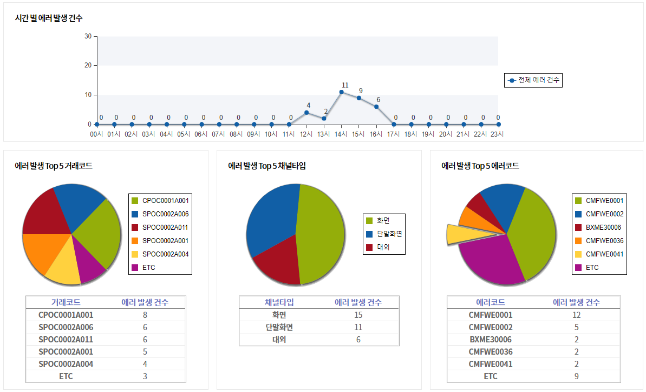 시간 별 에러 발생 건수
30
20
10
0
0 0 0 0 0 0 0 0 0 0 0 0 4 2 11 9 6 0 0 0 0 0 0 0
00시 01시 02시 03시 04시 05시 06시 07시 08시 09시 10시 11시 12시 13시 14시 15시 16시 17시 18시 19시 20시 21시 22시 23시
전체 에러 건수
에러 발생 Top 5 거래코드
CPOC0001A001
SPOC0002A006
SPOC0002A011
SPOC0002A001
SPOC0002A004
ETC
거래코드 에러 발생 건수
CPOC0001A001 8
SPOC0002A006 6
SPOC0002A011 6
SPOC0002A001 5
SPOC0002A004 4
ETC 3
에러 발생 Top 5 채널타입
화면
단말화면
대외
채널타입 에러 발생 건수
화면 15
단말화면 11
대외 6
에러 발생 Top 5 에러코드
CMFWE0001
CMFWE0002
BXME30006
CMFWE0036
CMFWE0041
ETC
에러코드 에러 발생 건수
CMFWE0001 12
CMFWE0002 5
BXME30006 2
CMFWE0036 2
CMFWE0041 2
ETC 9